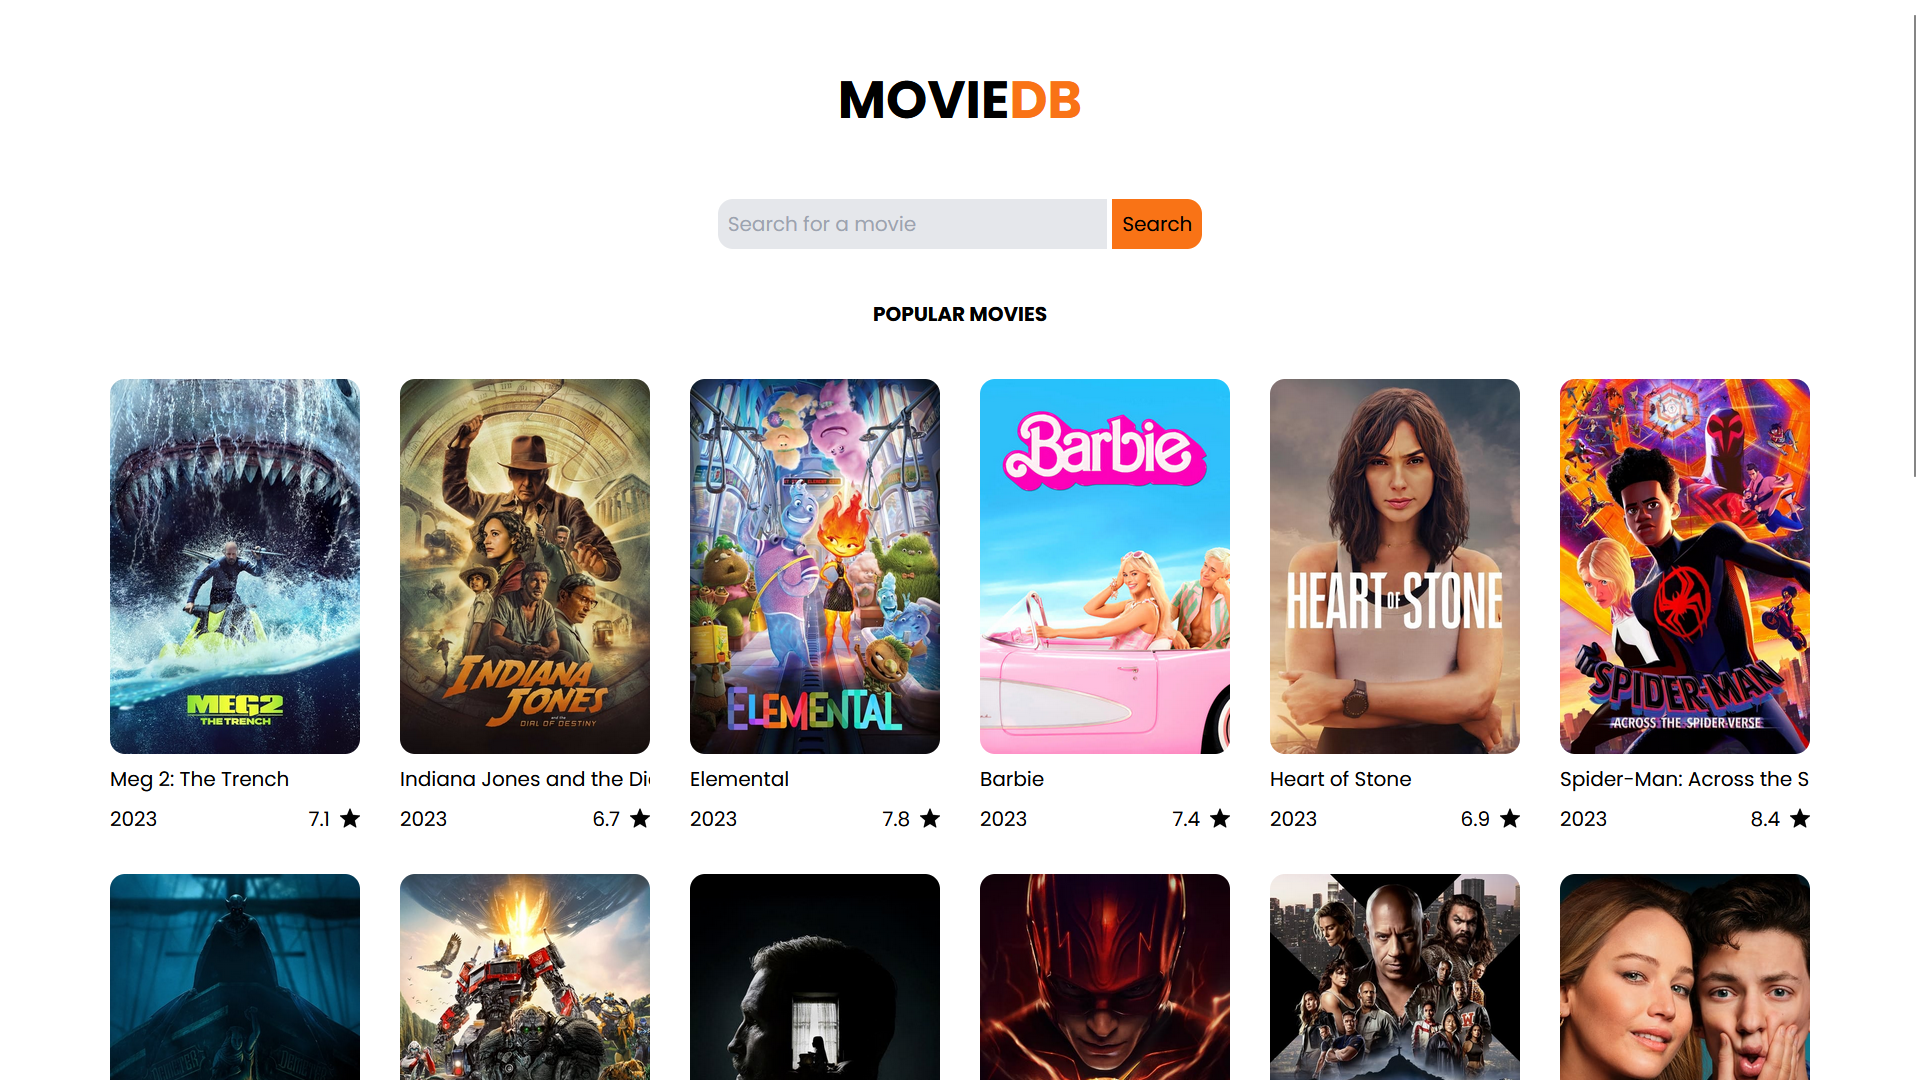 MOVIEDB
Search for a movie
Search
POPULAR MOVIES
MEG2
THE TRENCH
INDIANA
JONES
and the
DIAL OF DESTINY
ELEMENTAL
Barbie
HEART OF STONE
SPIDER-MAN
ACROSS THE SPIDER-VERSE
Meg 2: The Trench
Indiana Jones and the Di
Elemental
Barbie
Heart of Stone
Spider-Man: Across the S
2023 7.1
2023 6.7
2023 7.8
2023 7.4
2023 6.9
2023 8.4